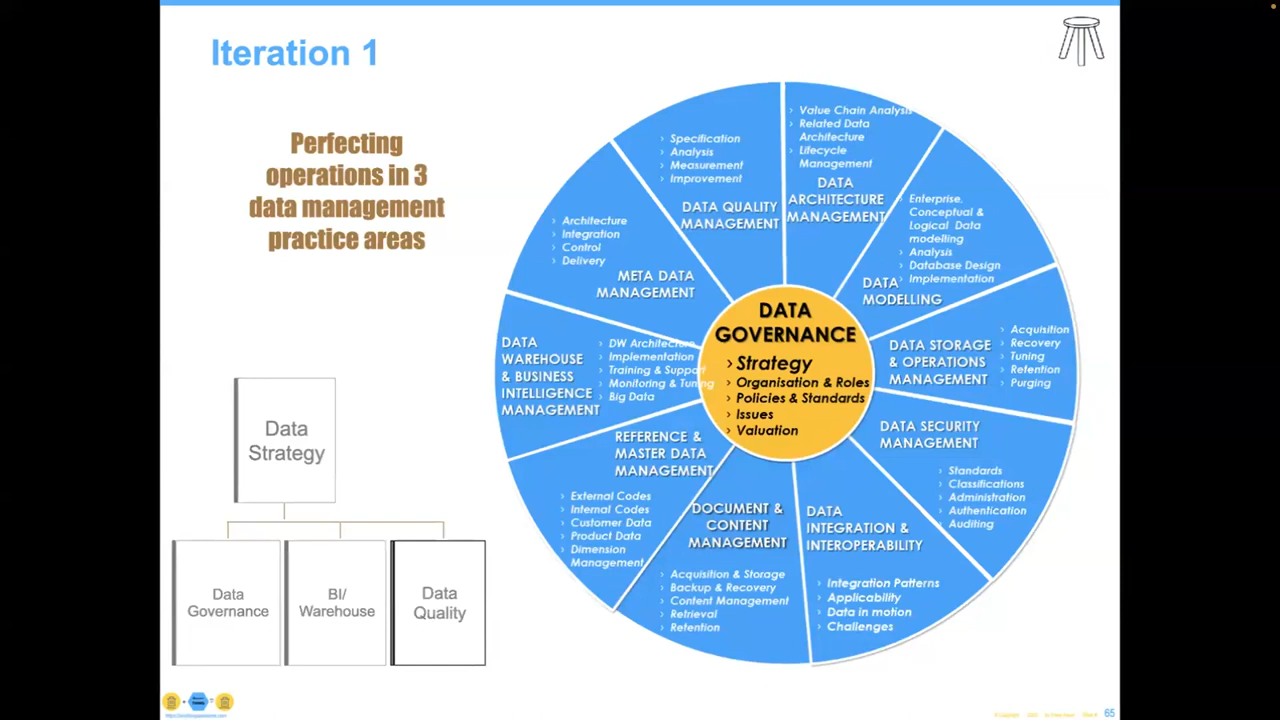 Iteration 1
Perfecting
operations in 3
data management
practice areas
Data
Strategy
Data
Governance
BI/
Warehouse
Data
Quality
› Value Chain Analysis
› Related Data
Architecture
› Lifecycle
Management
DATA
ARCHITECTURE
MANAGEMENT
› Enterprise,
Conceptual &
Logical Data
modelling
› Analysis
› Database Design
› Implementation
DATA
MODELLING
› Acquisition
› Recovery
› Tuning
› Retention
› Purging
DATA STORAGE
& OPERATIONS
MANAGEMENT
DATA SECURITY
MANAGEMENT
› Standards
› Classifications
› Administration
› Authentication
› Auditing
DATA
INTEGRATION &
INTEROPERABILITY
› Integration Patterns
› Applicability
› Data in motion
› Challenges
DOCUMENT &
CONTENT
MANAGEMENT
› Acquisition & Storage
› Backup & Recovery
› Content Management
› Retrieval
› Retention
REFERENCE &
MASTER DATA
MANAGEMENT
› External Codes
› Internal Codes
› Customer Data
› Product Data
› Dimension
Management
DATA
WAREHOUSE
& BUSINESS
INTELLIGENCE
MANAGEMENT
› DW Architecture
› Implementation
› Training & Support
› Monitoring & Tuning
› Big Data
› Architecture
› Integration
› Control
› Delivery
META DATA
MANAGEMENT
› Specification
› Analysis
› Measurement
› Improvement
DATA QUALITY
MANAGEMENT
DATA
GOVERNANCE
› Strategy
› Organisation & Roles
› Policies & Standards
› Issues
› Valuation
65